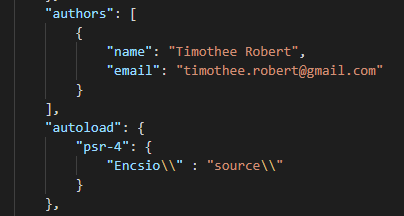 "authors": [
{
"name": "Timothee Robert",
"email": "timothee.robert@gmail.com"
}
],
"autoload": {
"psr-4": {
"Encsio\\" : "source\\"
}
},